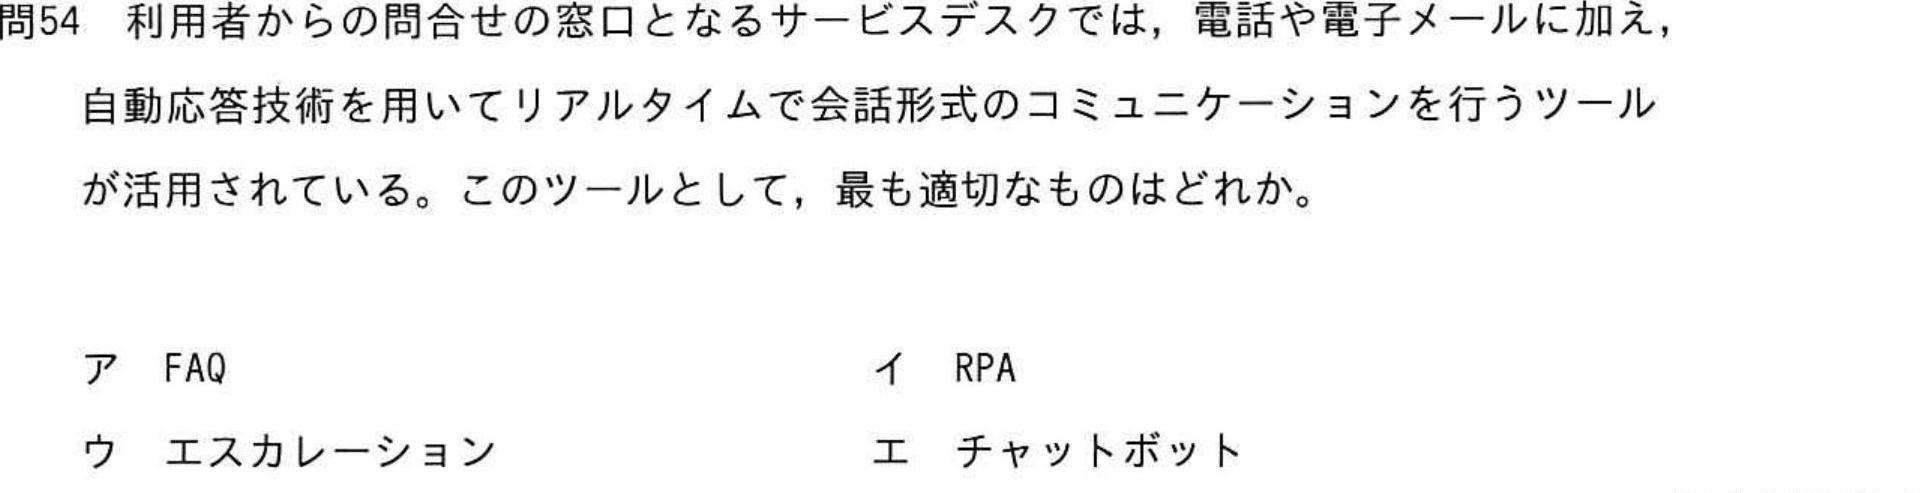 問54 利用者からの問合せの窓口となるサービスデスクでは，電話や電子メールに加え，
自動応答技術を用いてリアルタイムで会話形式のコミュニケーションを行うツール
が活用されている。このツールとして，最も適切なものはどれか。
ア FAQ イ RPA
ウ エスカレーション エ チャットボット